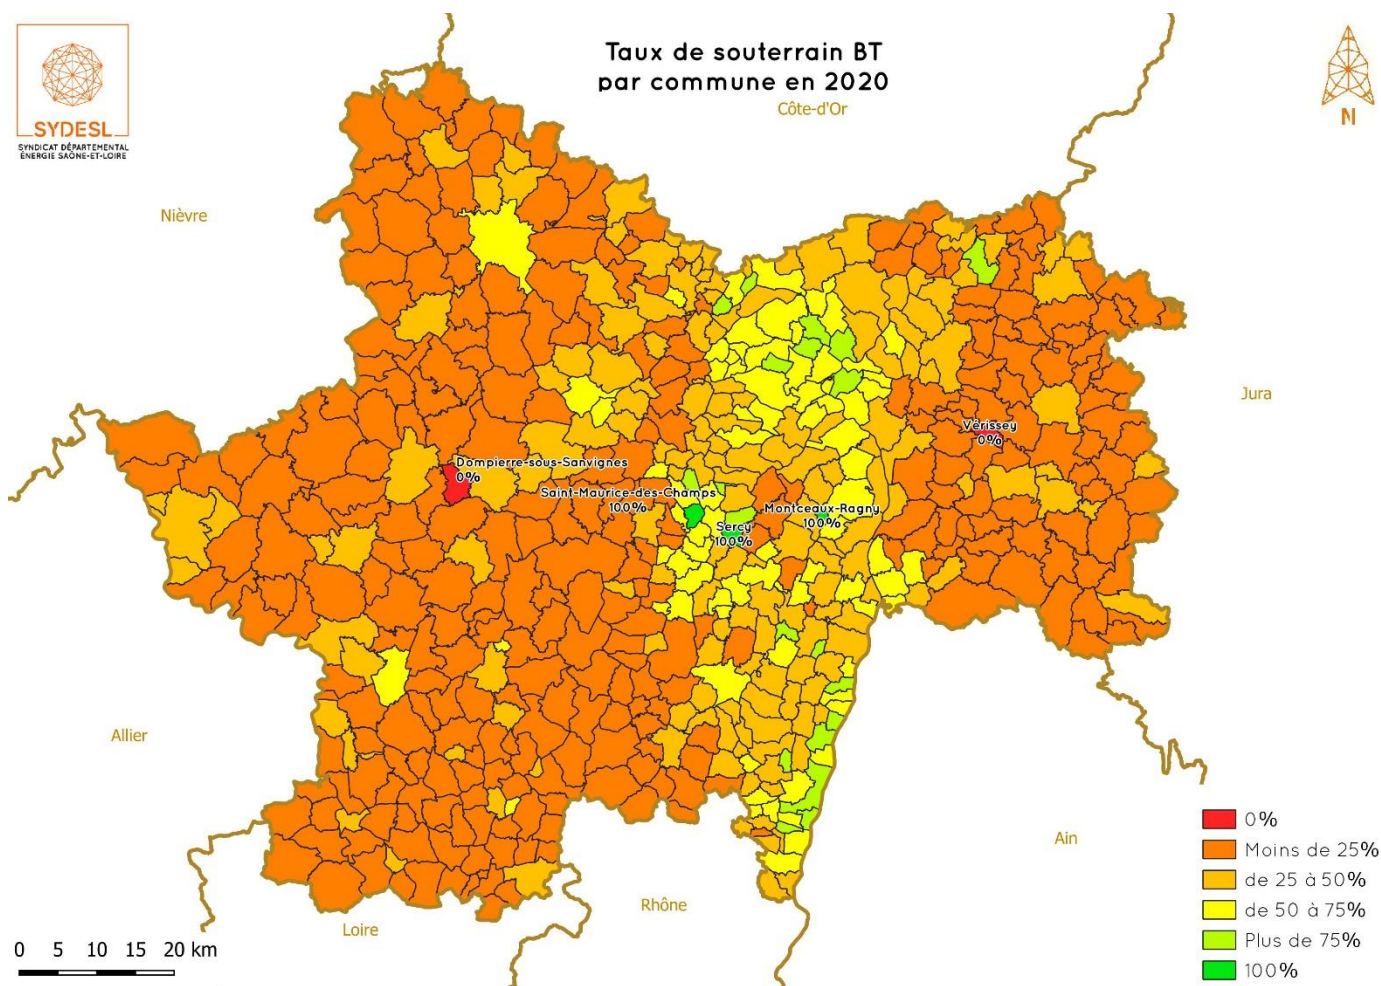 Taux de souterrain BT
par commune en 2020
SYDESL
SYNDICAT DÉPARTEMENTAL
ÉNERGIE SAÔNE-ET-LOIRE
N
Côte-d'Or
Nièvre
Jura
Vérissey
0%
Dompierre-sous-Sanvignes
0%
Saint-Maurice-des-Champs
100%
Sercy
100%
Montceaux-Ragny
100%
Allier
Ain
Rhône
Loire
0 5 10 15 20 km
0%
Moins de 25%
de 25 à 50%
de 50 à 75%
Plus de 75%
100%